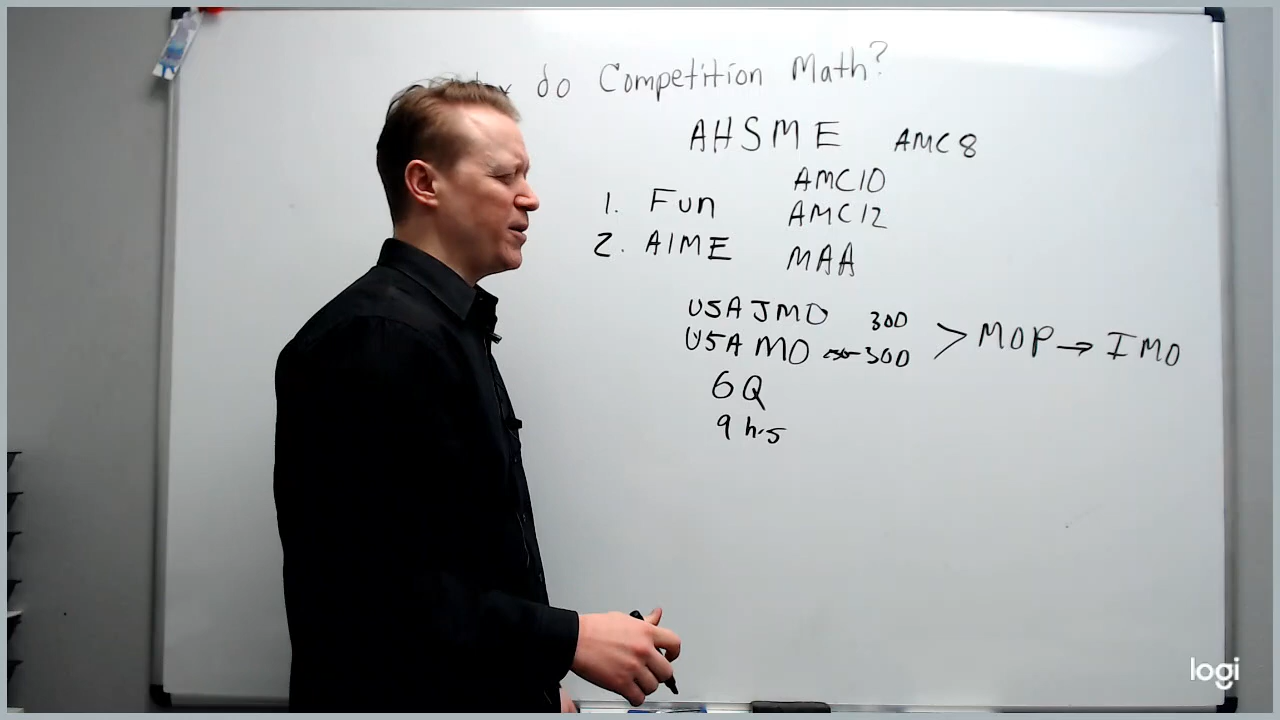 do Competition Math?
AHSME AMC8
AMC10
1. Fun AMC12
2. AIME MAA
USAJMO 300
USAMO 300 > MOP → IMO
6Q
9 hrs
logi